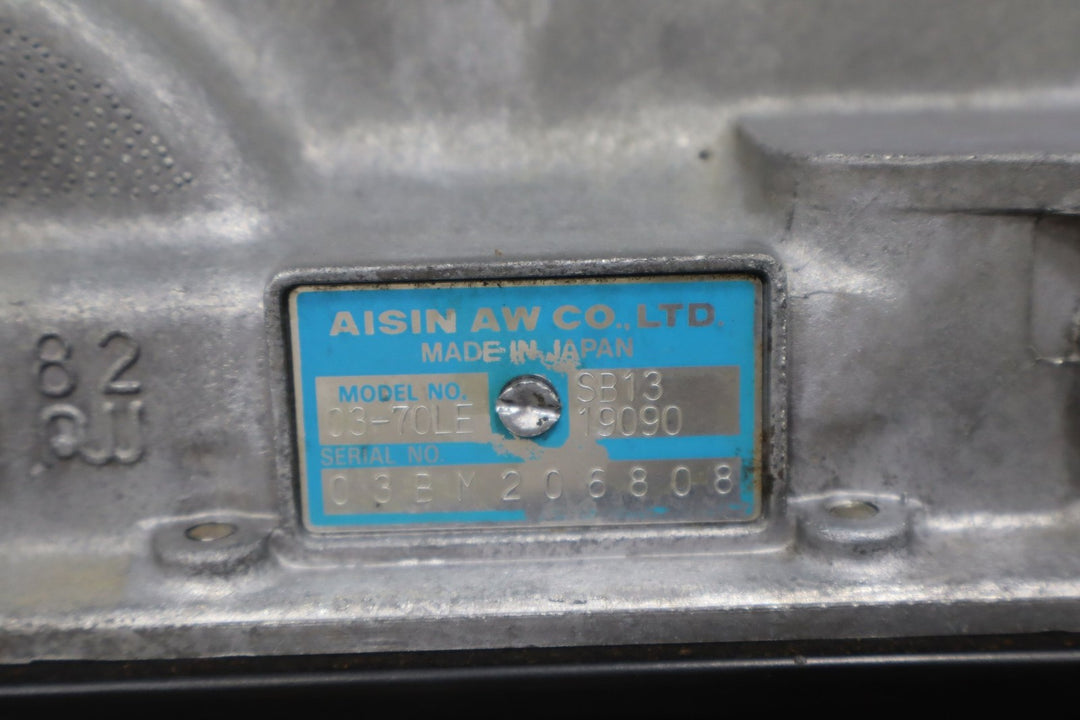 AISIN AW CO., LTD.
MADE IN JAPAN
MODEL NO.
03-70LE
SB13
19090
SERIAL NO.
03BM206808
82